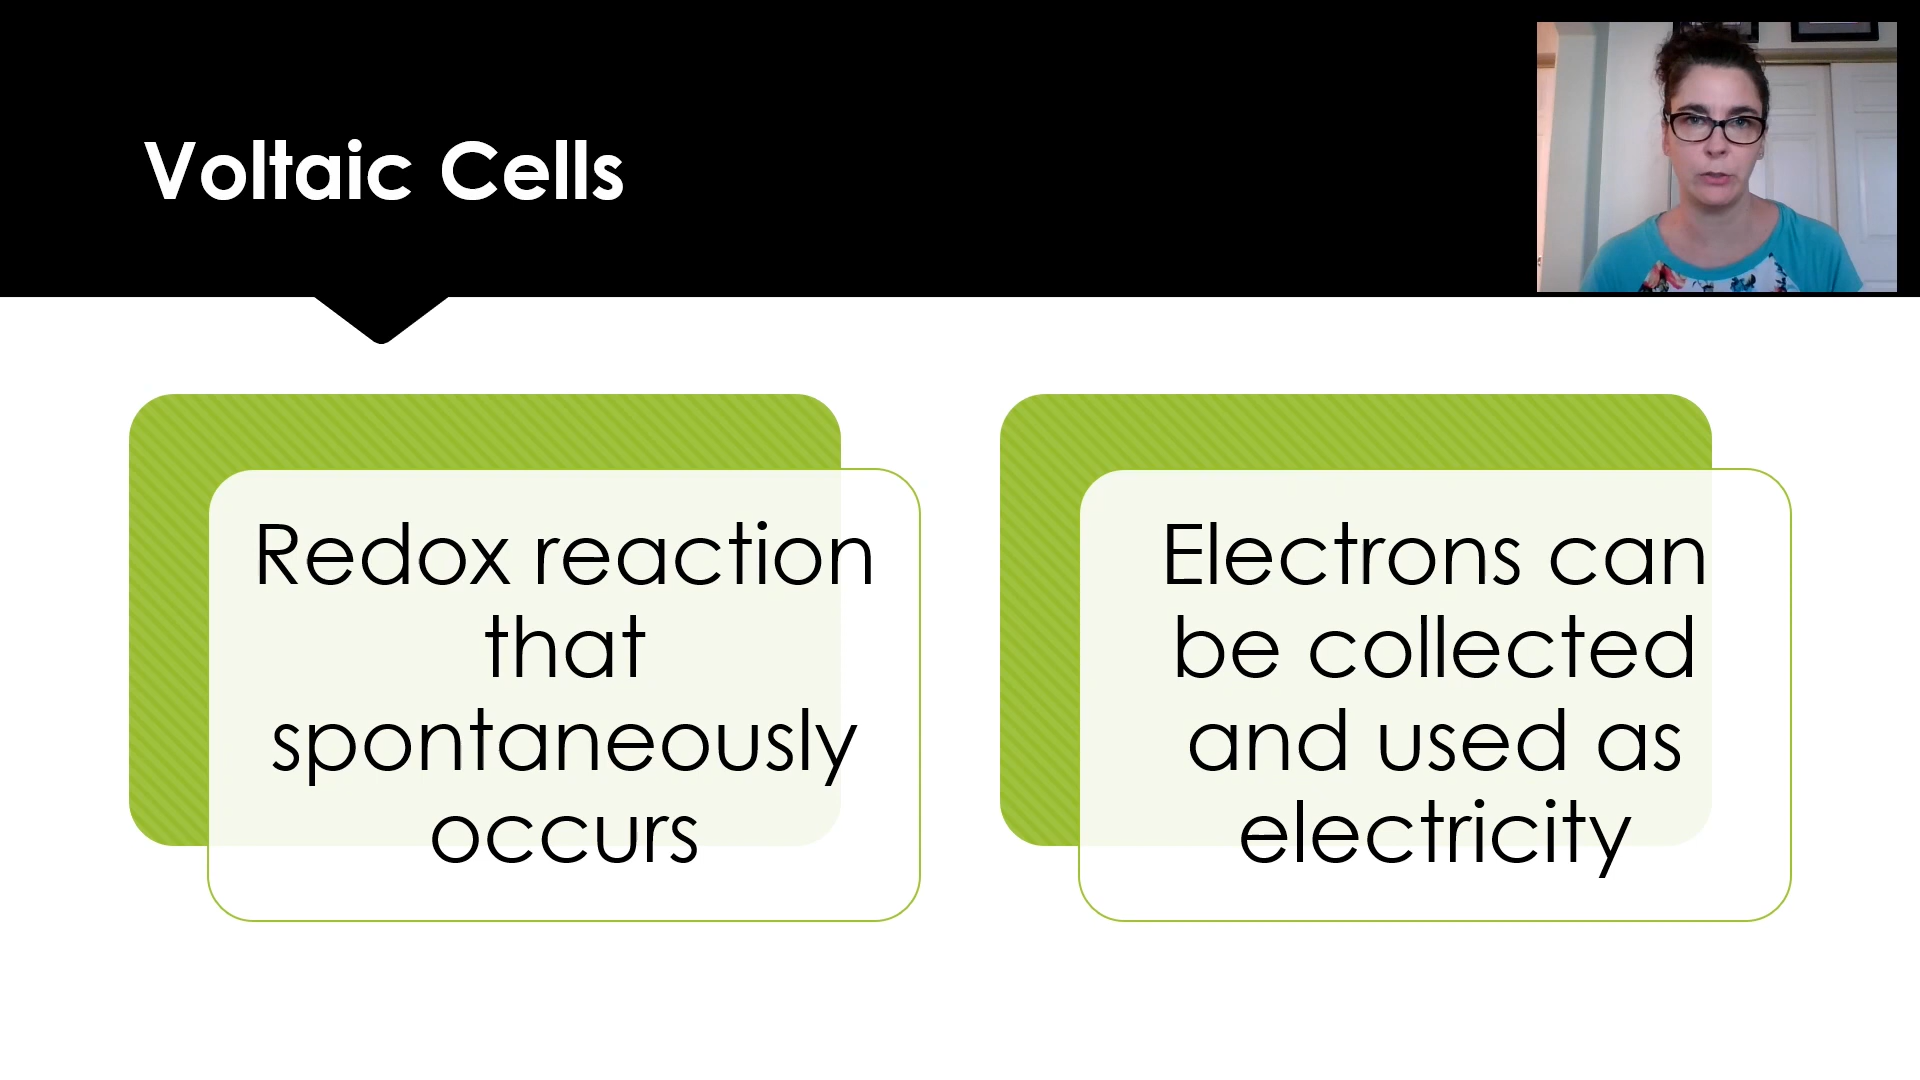 Voltaic Cells
Redox reaction
that
spontaneously
occurs
Electrons can
be collected
and used as
electricity